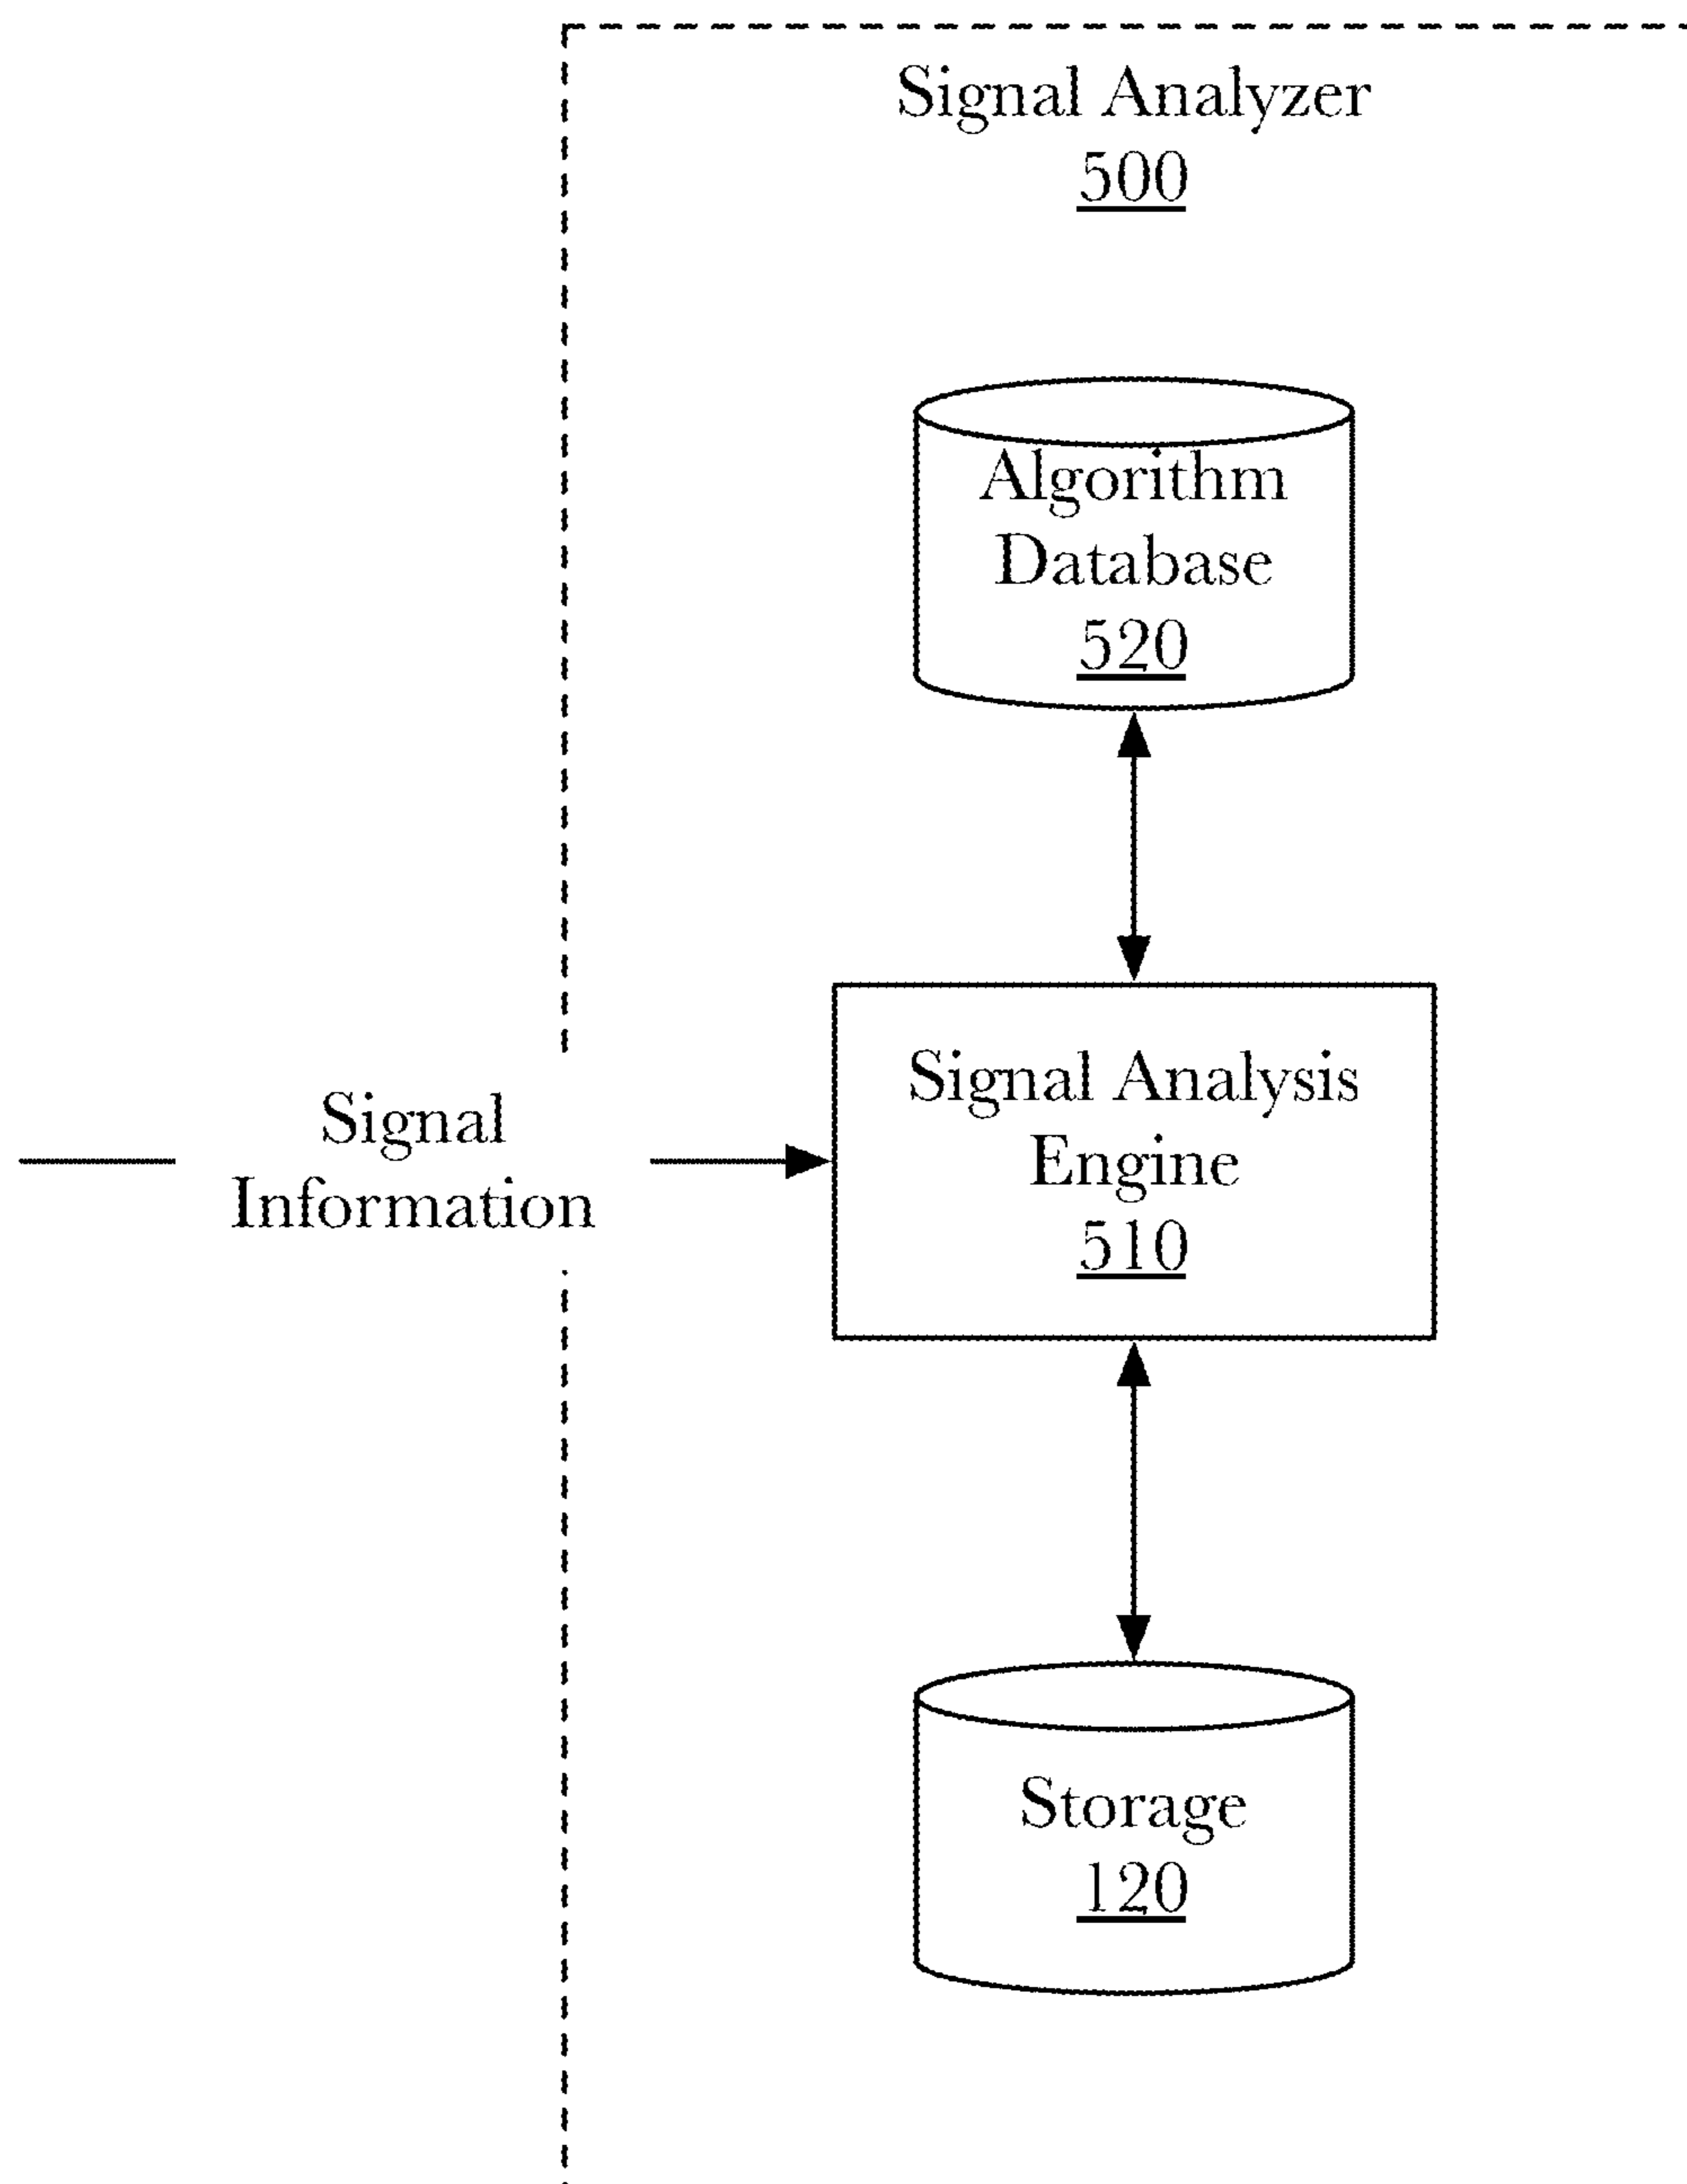 Signal Analyzer
500
Algorithm
Database
520
Signal
Information
Signal Analysis
Engine
510
Storage
120